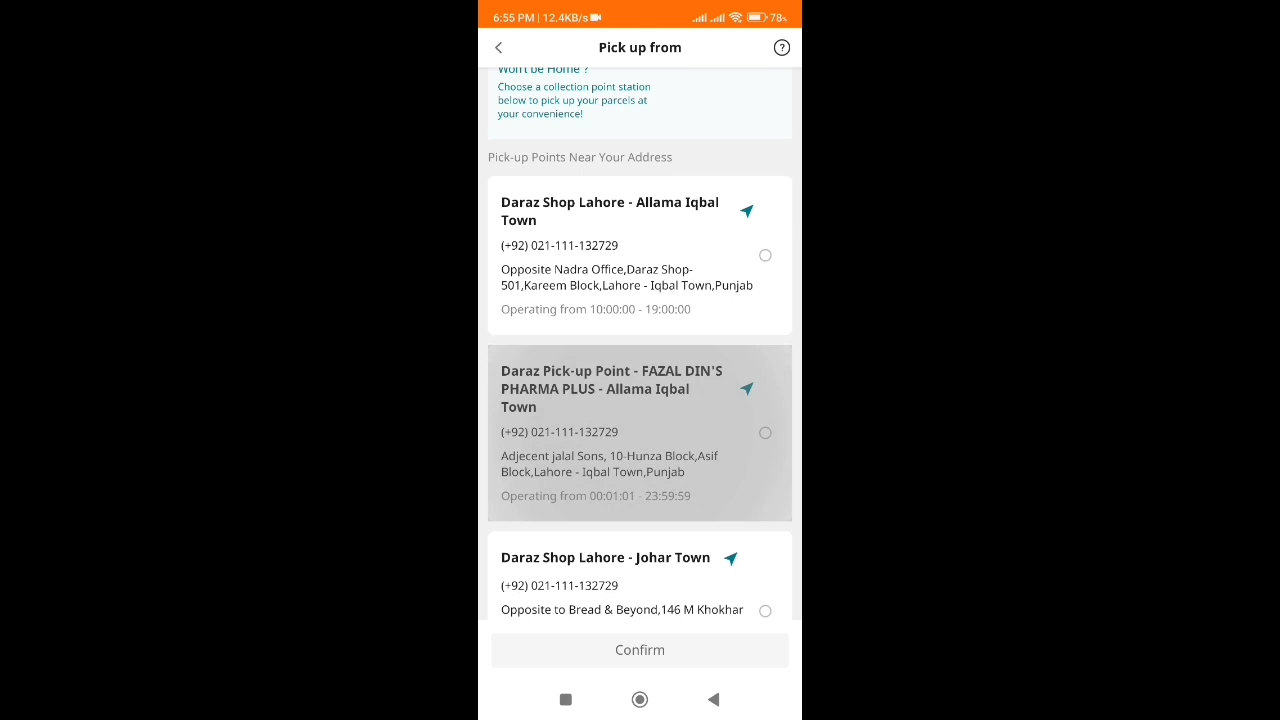 6:55 PM | 12.4KB/s
78%
Pick up from
Won't be Home ?
Choose a collection point station
below to pick up your parcels at
your convenience!
Pick-up Points Near Your Address
Daraz Shop Lahore - Allama Iqbal
Town
(+92) 021-111-132729
Opposite Nadra Office,Daraz Shop-
501,Kareem Block,Lahore - Iqbal Town,Punjab
Operating from 10:00:00 - 19:00:00
Daraz Pick-up Point - FAZAL DIN'S
PHARMA PLUS - Allama Iqbal
Town
(+92) 021-111-132729
Adjecent jalal Sons, 10-Hunza Block,Asif
Block,Lahore - Iqbal Town,Punjab
Operating from 00:01:01 - 23:59:59
Daraz Shop Lahore - Johar Town
(+92) 021-111-132729
Opposite to Bread & Beyond,146 M Khokhar
Confirm